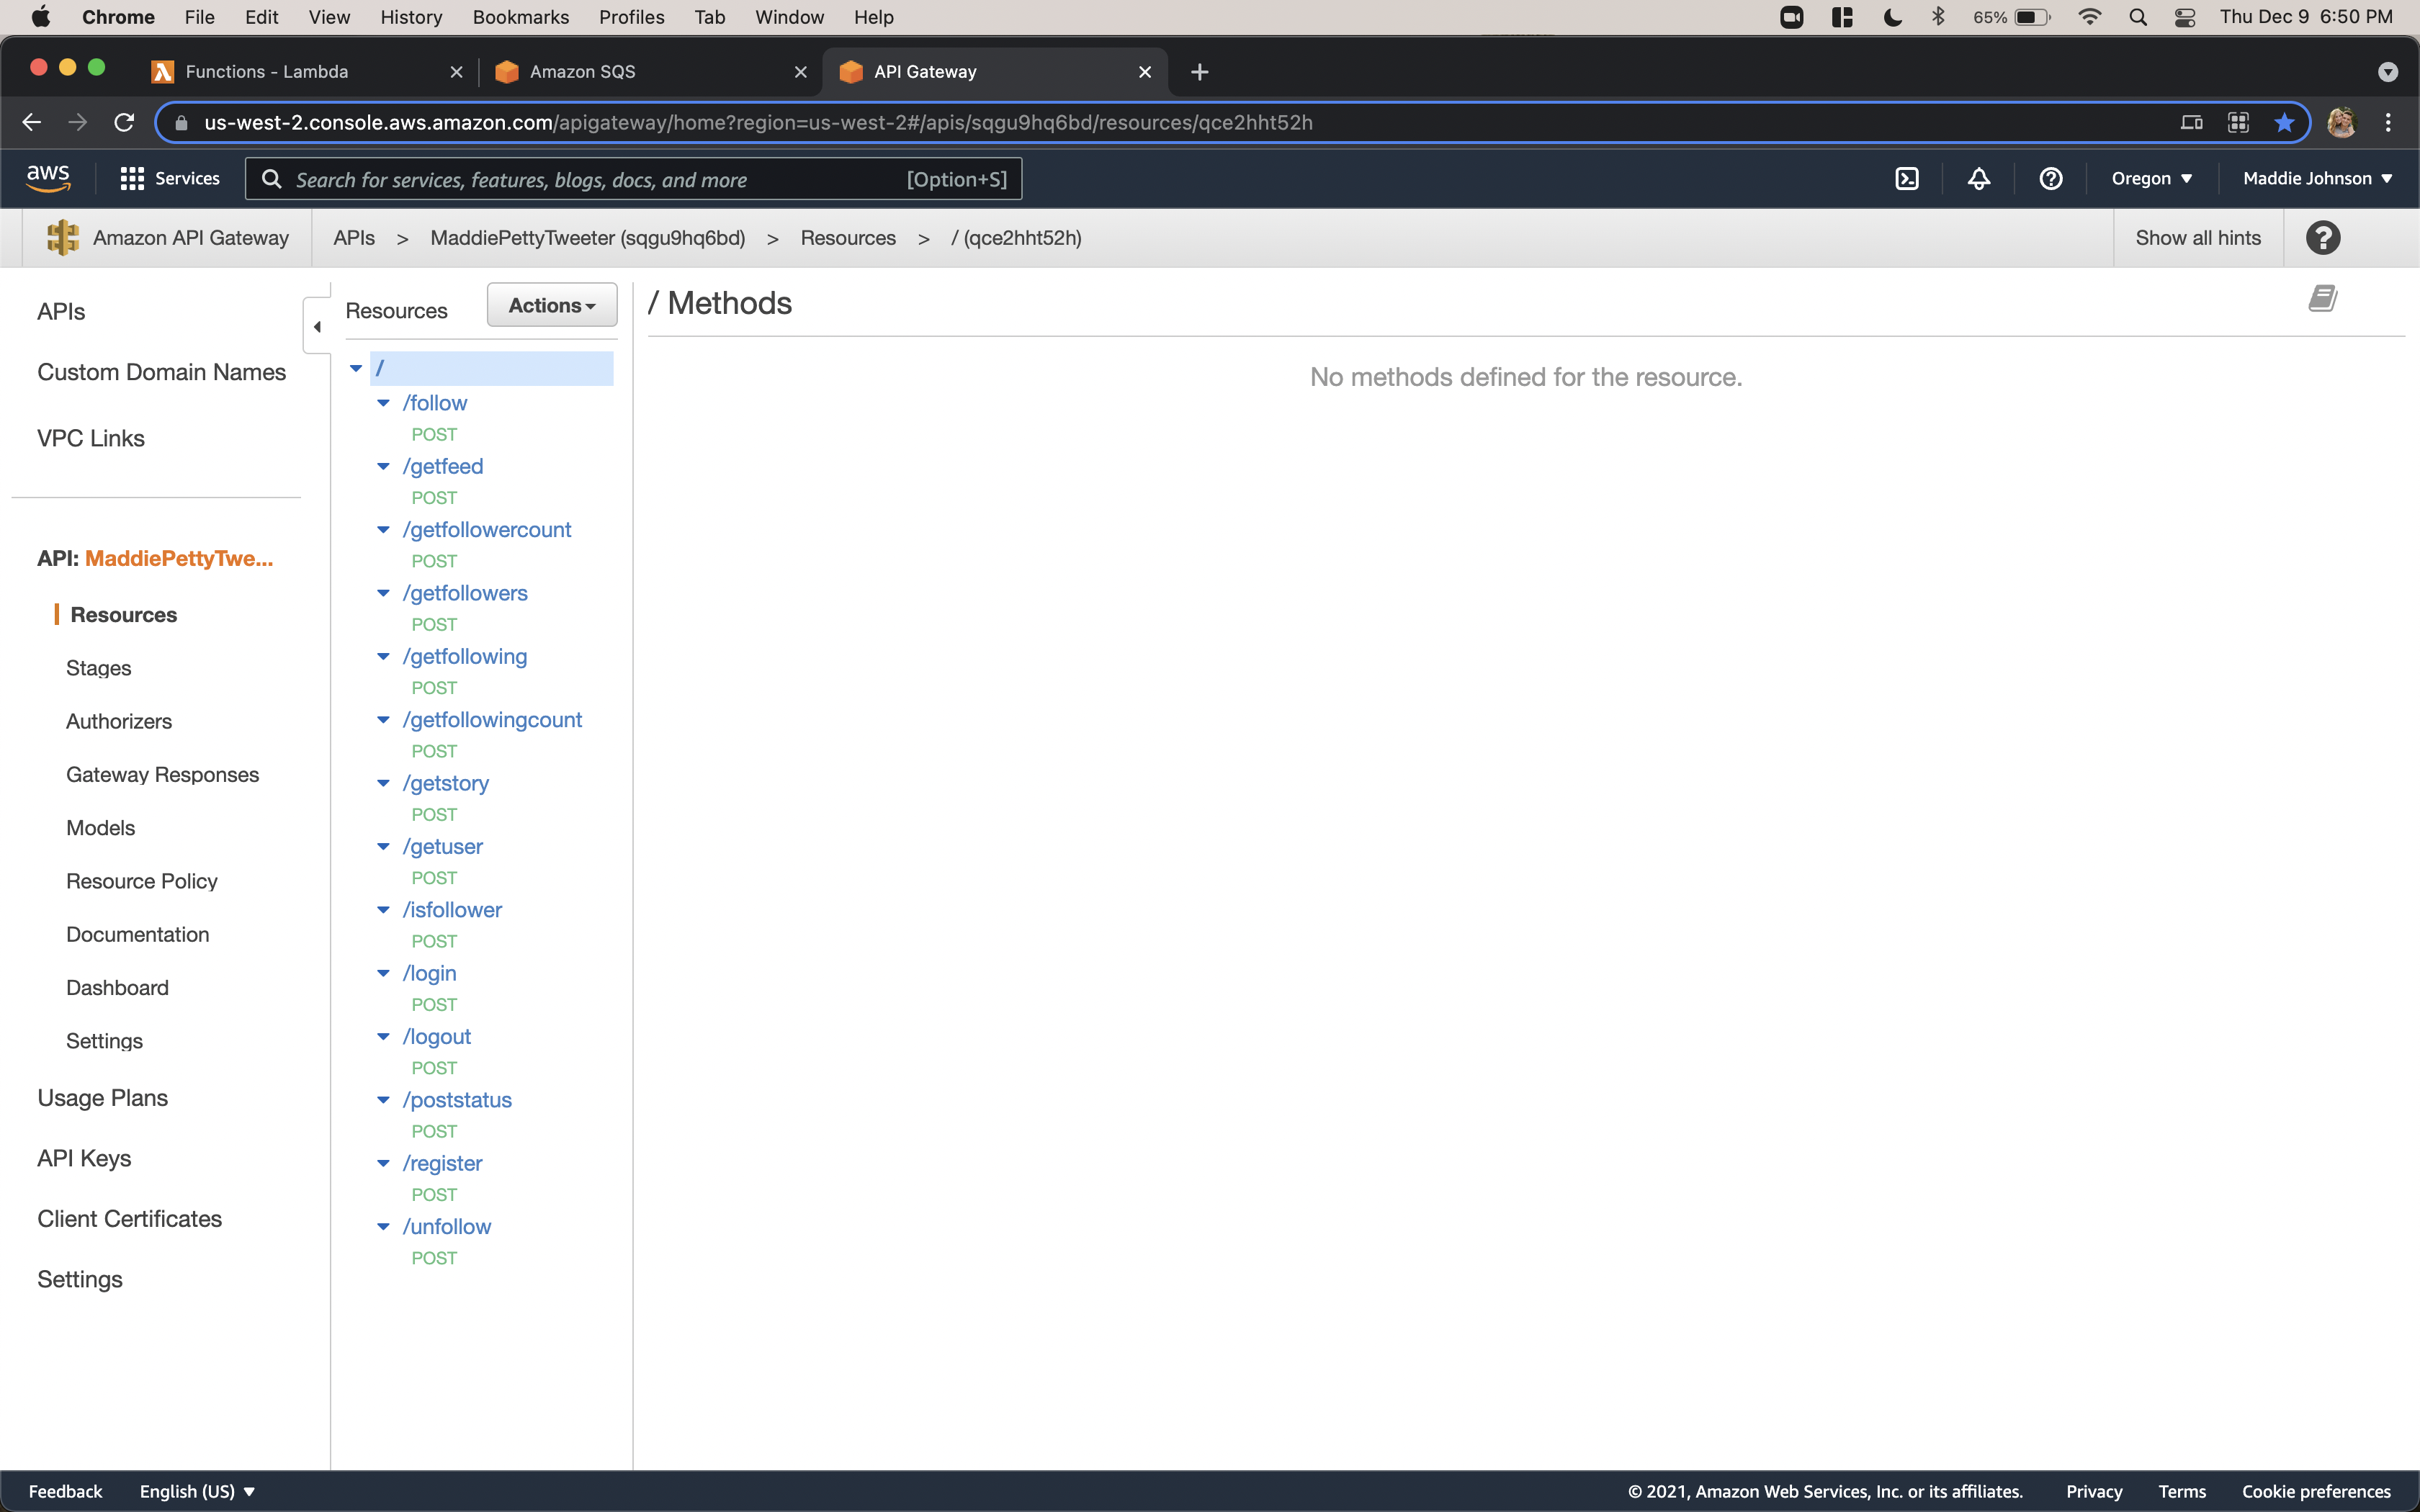 Chrome File Edit View History Bookmarks Profiles Tab Window Help 65% Thu Dec 9 6:50 PM
Functions - Lambda Amazon SQS API Gateway
us-west-2.console.aws.amazon.com/apigateway/home?region=us-west-2#/apis/sqgu9hq6bd/resources/qce2hht52h
aws Services Search for services, features, blogs, docs, and more [Option+S] Oregon Maddie Johnson
Amazon API Gateway APIs > MaddiePettyTweeter (sqgu9hq6bd) > Resources > / (qce2hht52h) Show all hints ?
APIs
Custom Domain Names
VPC Links
API: MaddiePettyTwe...
Resources
Stages
Authorizers
Gateway Responses
Models
Resource Policy
Documentation
Dashboard
Settings
Usage Plans
API Keys
Client Certificates
Settings
Resources Actions
/
/follow
POST
/getfeed
POST
/getfollowercount
POST
/getfollowers
POST
/getfollowing
POST
/getfollowingcount
POST
/getstory
POST
/getuser
POST
/isfollower
POST
/login
POST
/logout
POST
/poststatus
POST
/register
POST
/unfollow
POST
/ Methods
No methods defined for the resource.
Feedback English (US) © 2021, Amazon Web Services, Inc. or its affiliates. Privacy Terms Cookie preferences